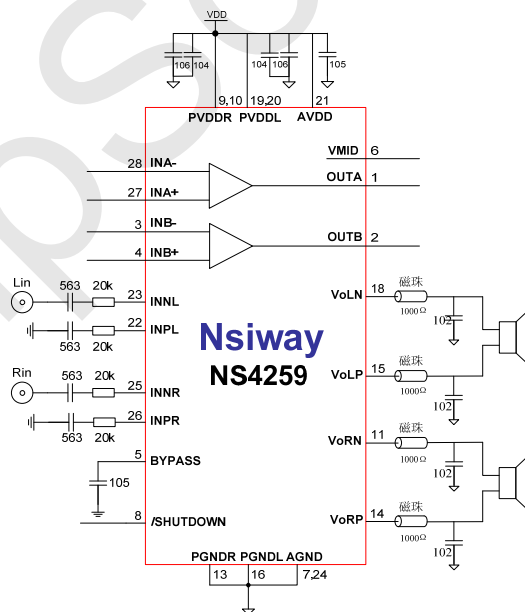 VDD
106 104 104 106 105
9,10 19,20 21
PVDDR PVDDL AVDD
VMID 6
28 INA-
OUTA 1
27 INA+
3 INB-
OUTB 2
4 INB+
Lin 563 20k 23 INNL
563 20k 22 INPL
Rin 563 20k 25 INNR
563 20k 26 INPR
5 BYPASS
105
8 /SHUTDOWN
Nsiway
NS4259
VoLN 18 磁珠
1000Ω 102
VoLP 15 磁珠
1000Ω 102
VoRN 11 磁珠
1000Ω 102
VoRP 14 磁珠
1000Ω 102
PGNDR PGNDL AGND
13 16 7,24